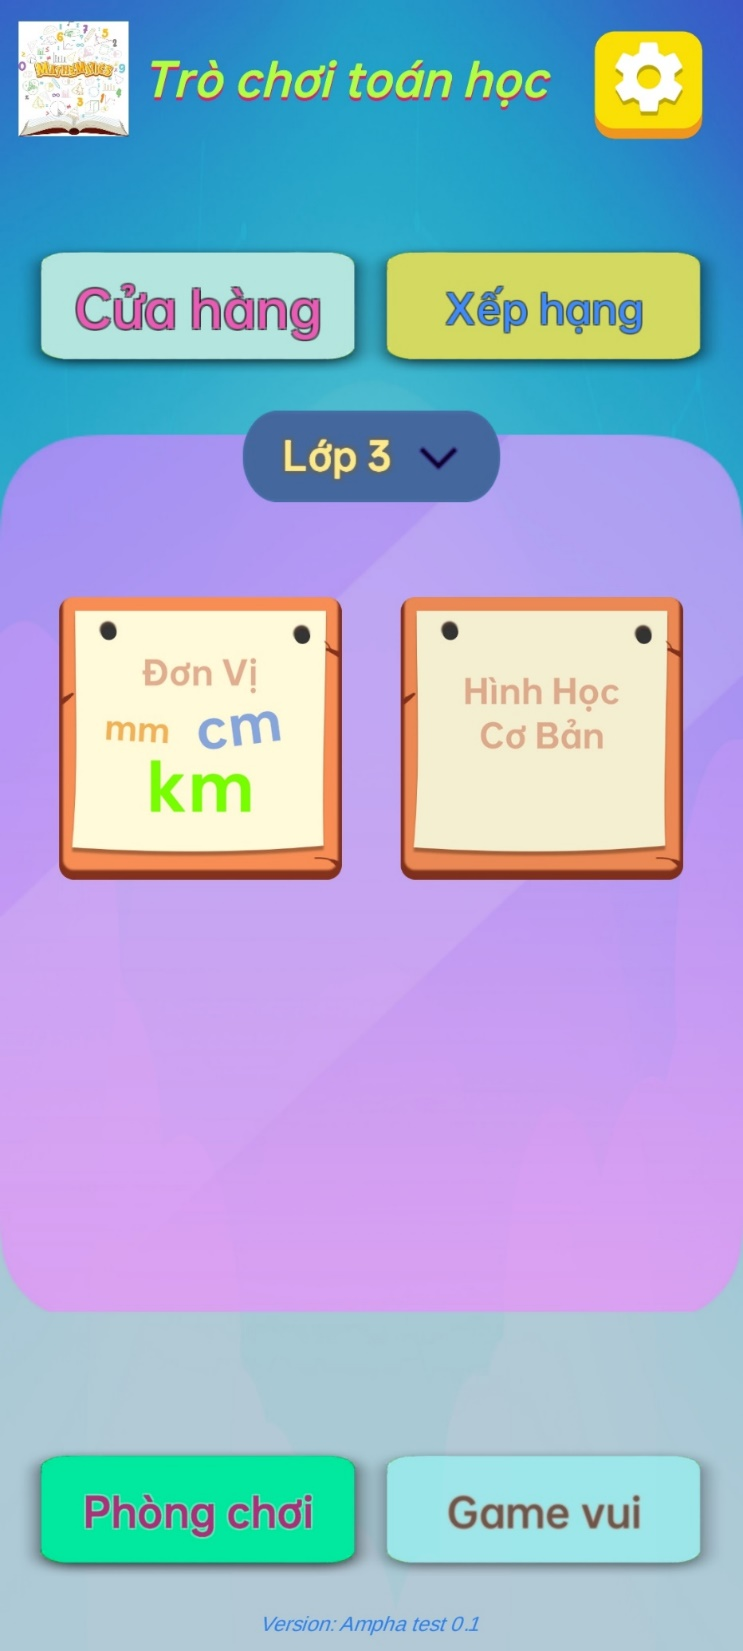 MATHEMATICS
Trò chơi toán học
Cửa hàng
Xếp hạng
Lớp 3
Đơn Vị
mm cm
km
Hình Học
Cơ Bản
Phòng chơi
Game vui
Version: Ampha test 0.1